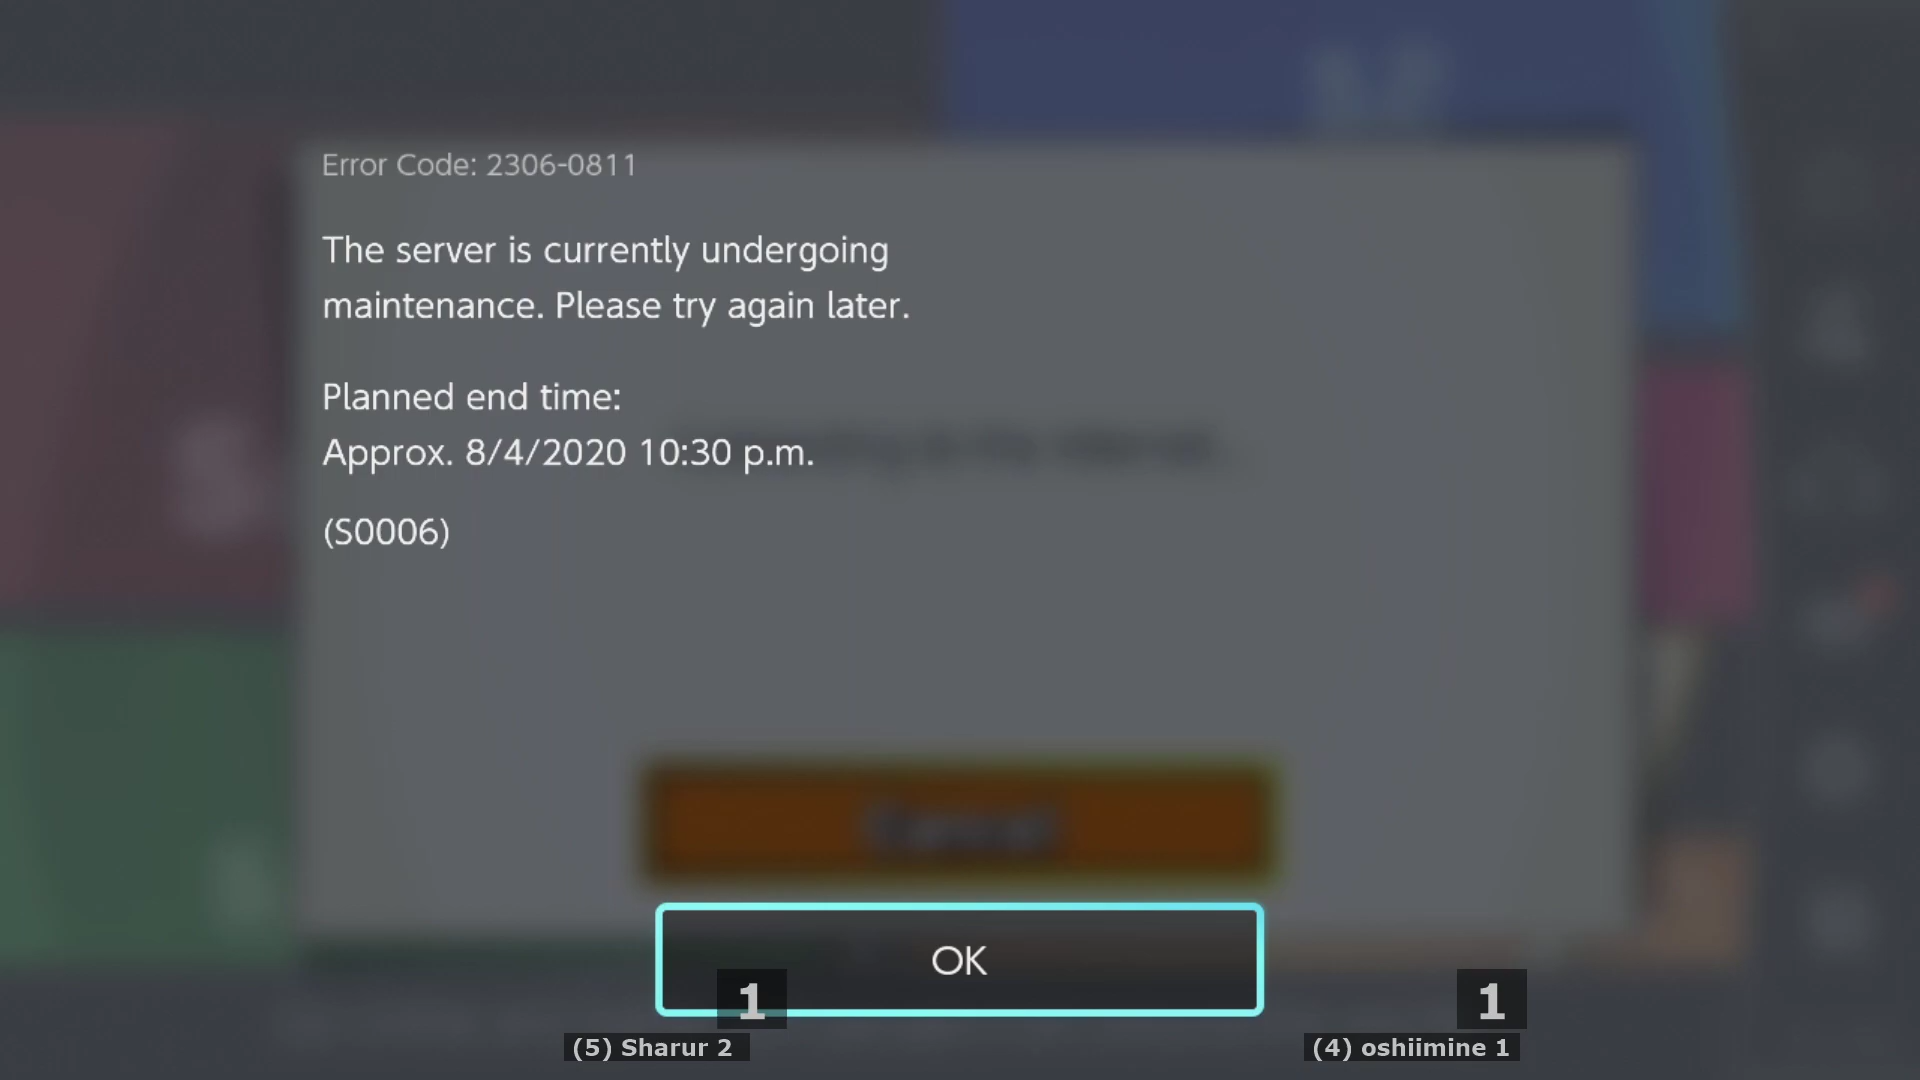 Error Code: 2306-0811
The server is currently undergoing
maintenance. Please try again later.
Planned end time:
Approx. 8/4/2020 10:30 p.m.
(S0006)
Cancel
OK
1
1
(5) Sharur 2
(4) oshiimine 1